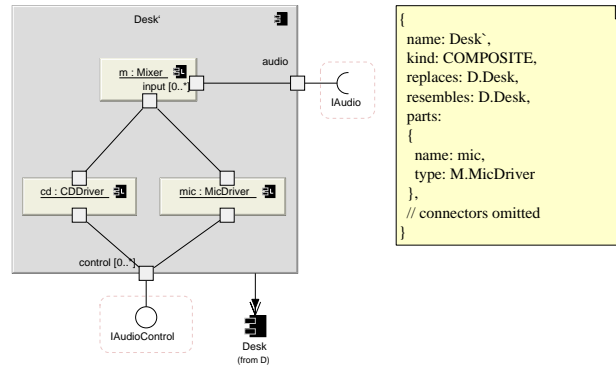 Desk‘
audio
m : Mixer
input [0..*]
IAudio
cd : CDDriver
mic : MicDriver
control [0..*]
IAudioControl
Desk
(from D)
{
name: Desk`,
kind: COMPOSITE,
replaces: D.Desk,
resembles: D.Desk,
parts:
{
name: mic,
type: M.MicDriver
},
// connectors omitted
}